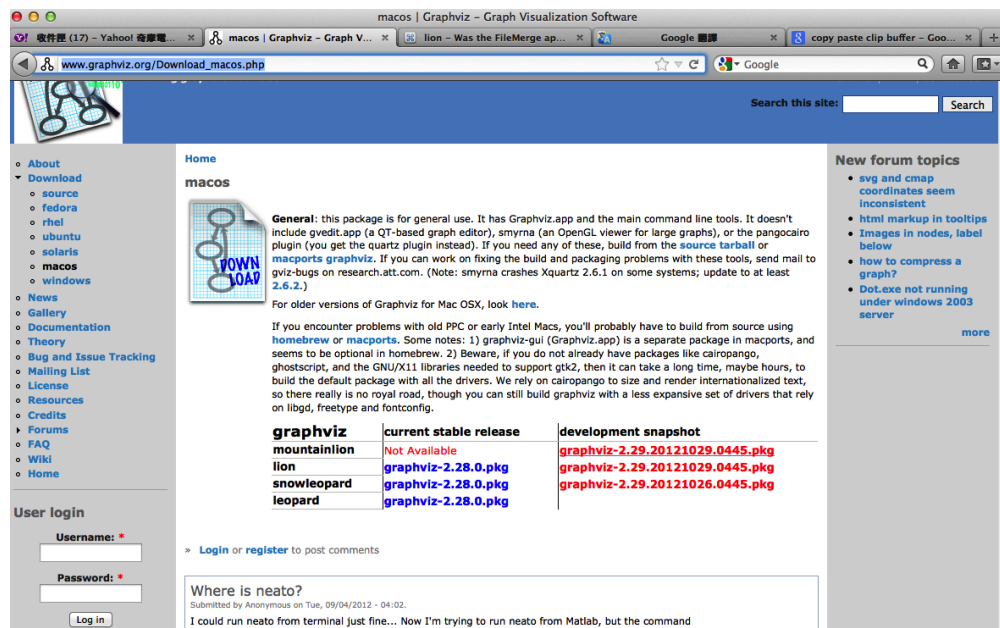 macos | Graphviz – Graph Visualization Software
收件匣 (17) – Yahoo! 奇摩電...
macos | Graphviz – Graph V...
lion – Was the FileMerge ap...
Google 翻譯
copy paste clip buffer – Goo...
www.graphviz.org/Download_macos.php
Google
Search this site:
Search
About
Download
source
fedora
rhel
ubuntu
solaris
macos
windows
News
Gallery
Documentation
Theory
Bug and Issue Tracking
Mailing List
License
Resources
Credits
Forums
FAQ
Wiki
Home
User login
Username: *
Password: *
Log in
Home
macos
DOWN
LOAD
General: this package is for general use. It has Graphviz.app and the main command line tools. It doesn't
include gvedit.app (a QT-based graph editor), smyrna (an OpenGL viewer for large graphs), or the pangocairo
plugin (you get the quartz plugin instead). If you need any of these, build from the source tarball or
macports graphviz. If you can work on fixing the build and packaging problems with these tools, send mail to
gviz-bugs on research.att.com. (Note: smyrna crashes Xquartz 2.6.1 on some systems; update to at least
2.6.2.)
For older versions of Graphviz for Mac OSX, look here.
If you encounter problems with old PPC or early Intel Macs, you'll probably have to build from source using
homebrew or macports. Some notes: 1) graphviz-gui (Graphviz.app) is a separate package in macports, and
seems to be optional in homebrew. 2) Beware, if you do not already have packages like cairopango,
ghostscript, and the GNU/X11 libraries needed to support gtk2, then it can take a long time, maybe hours, to
build the default package with all the drivers. We rely on cairopango to size and render internationalized text,
so there really is no royal road, though you can still build graphviz with a less expansive set of drivers that rely
on libgd, freetype and fontconfig.
graphviz current stable release development snapshot
mountainlion Not Available graphviz-2.29.20121029.0445.pkg
lion graphviz-2.28.0.pkg graphviz-2.29.20121029.0445.pkg
snowleopard graphviz-2.28.0.pkg graphviz-2.29.20121026.0445.pkg
leopard graphviz-2.28.0.pkg
» Login or register to post comments
Where is neato?
Submitted by Anonymous on Tue, 09/04/2012 - 04:02.
I could run neato from terminal just fine... Now I'm trying to run neato from Matlab, but the command
New forum topics
svg and cmap
coordinates seem
inconsistent
html markup in tooltips
Images in nodes, label
below
how to compress a
graph?
Dot.exe not running
under windows 2003
server
more